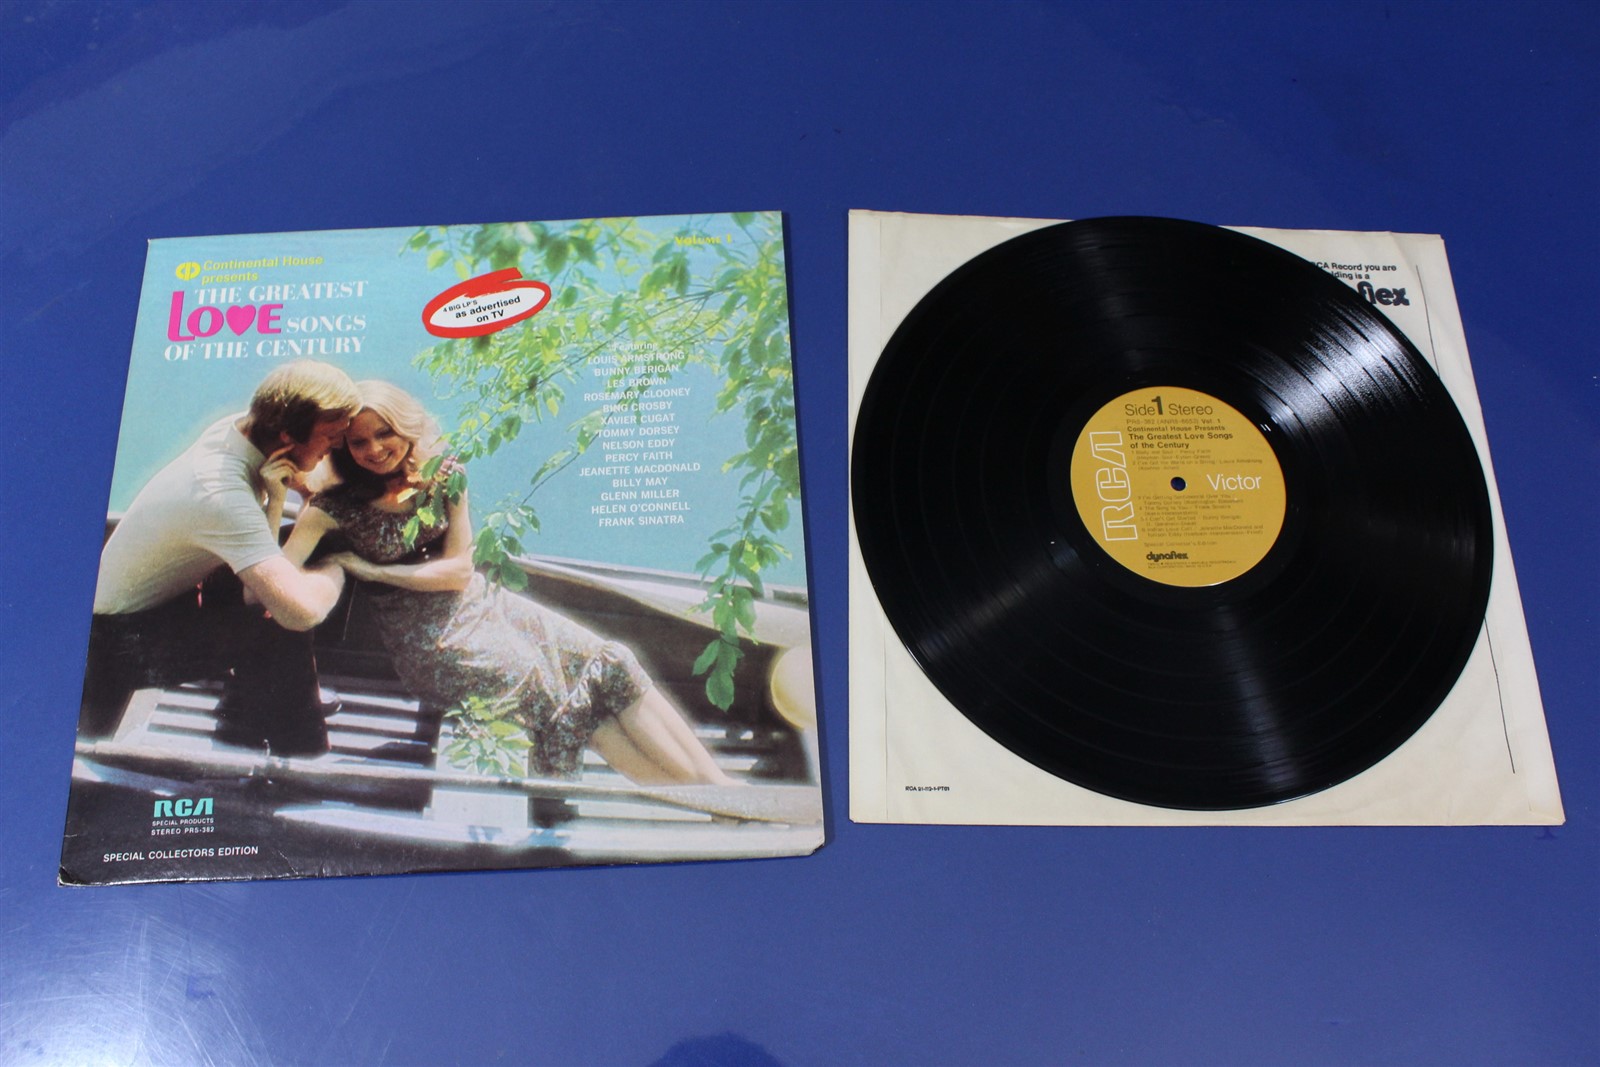 Volume 1
Continental House
presents
THE GREATEST
LOVE SONGS
OF THE CENTURY
4 BIG LP'S
as advertised
on TV
Featuring
LOUIS ARMSTRONG
BUNNY BERIGAN
LES BROWN
ROSEMARY CLOONEY
BING CROSBY
XAVIER CUGAT
TOMMY DORSEY
NELSON EDDY
PERCY FAITH
JEANETTE MACDONALD
BILLY MAY
GLENN MILLER
HELEN O'CONNELL
FRANK SINATRA
RCA
SPECIAL PRODUCTS
STEREO PRS-382
SPECIAL COLLECTORS EDITION
RCA Record you are
is a
Side 1 Stereo
Vol. 1
Continental House Presents
The Greatest Love Songs
of the Century
RCA
Victor
dynaflex